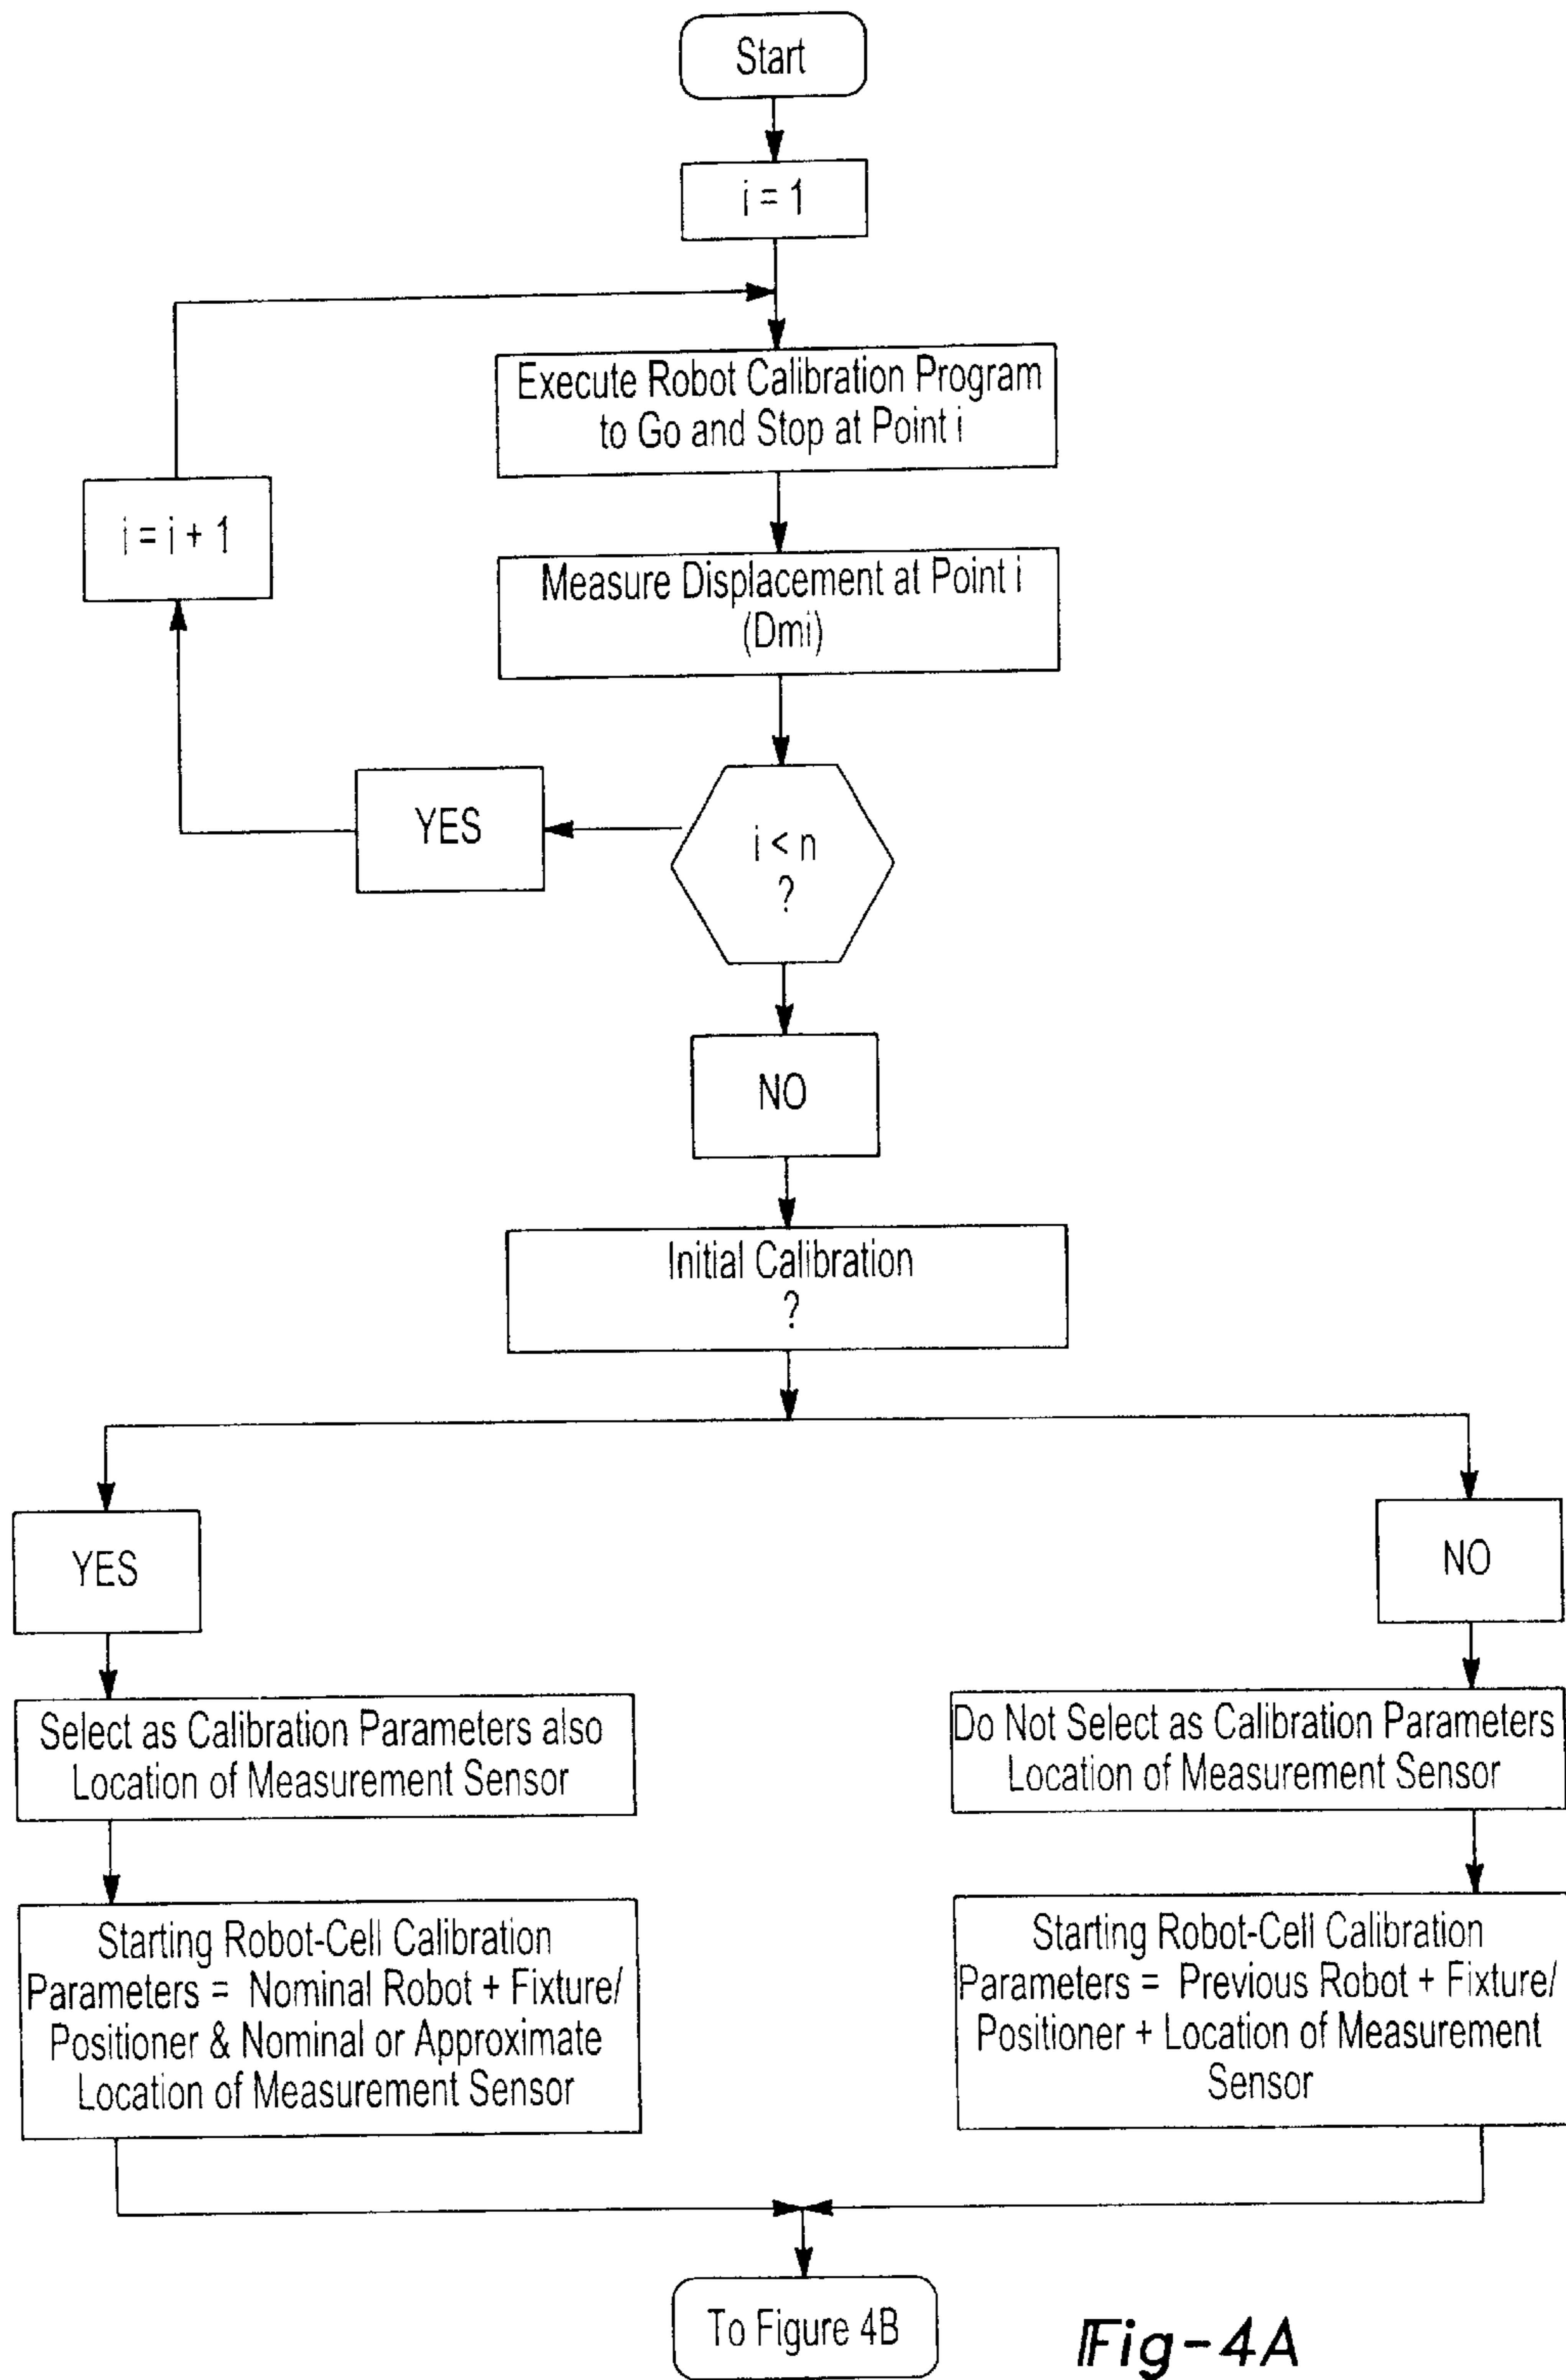 Start
i = 1
Execute Robot Calibration Program
to Go and Stop at Point i
i = i + 1
Measure Displacement at Point i
(Dmi)
YES
i < n
?
NO
Initial Calibration
?
YES
NO
Select as Calibration Parameters also
Location of Measurement Sensor
Do Not Select as Calibration Parameters
Location of Measurement Sensor
Starting Robot-Cell Calibration
Parameters = Nominal Robot + Fixture/
Positioner & Nominal or Approximate
Location of Measurement Sensor
Starting Robot-Cell Calibration
Parameters = Previous Robot + Fixture/
Positioner + Location of Measurement
Sensor
To Figure 4B
Fig-4A